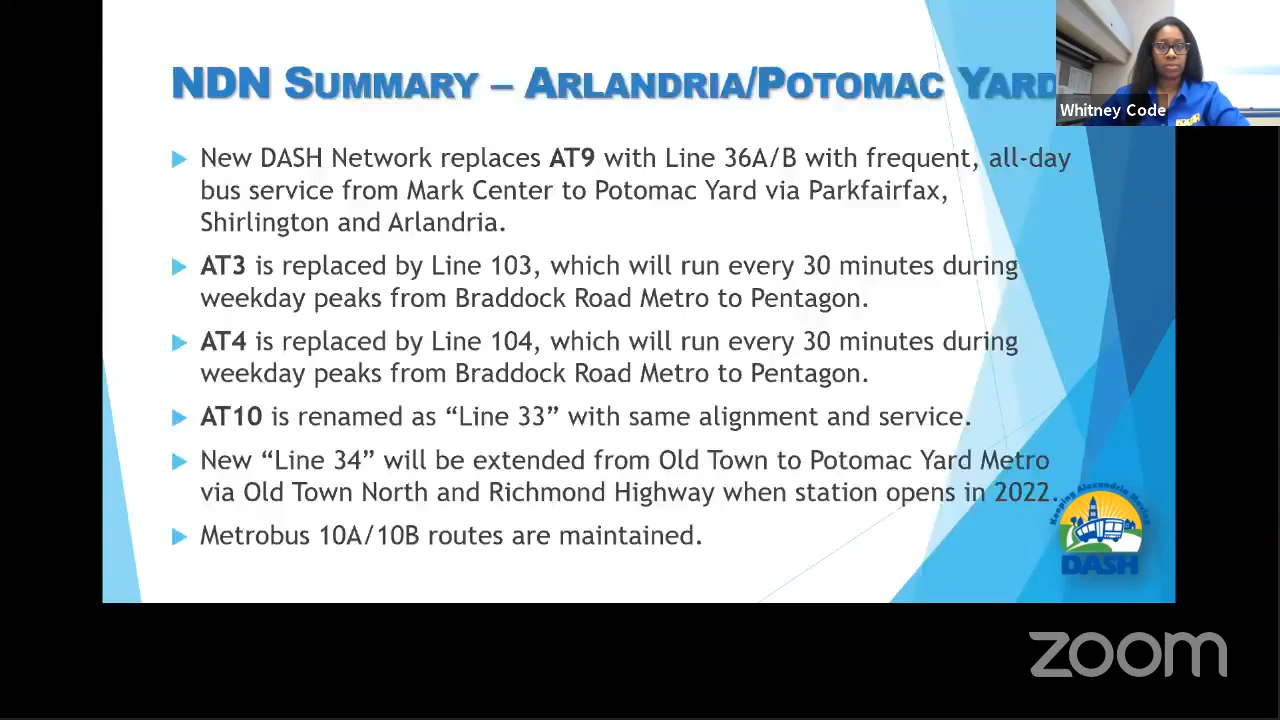 NDN SUMMARY – ARLANDRIA/POTOMAC YARD
Whitney Code
New DASH Network replaces AT9 with Line 36A/B with frequent, all-day
bus service from Mark Center to Potomac Yard via Parkfairfax,
Shirlington and Arlandria.
AT3 is replaced by Line 103, which will run every 30 minutes during
weekday peaks from Braddock Road Metro to Pentagon.
AT4 is replaced by Line 104, which will run every 30 minutes during
weekday peaks from Braddock Road Metro to Pentagon.
AT10 is renamed as “Line 33” with same alignment and service.
New “Line 34” will be extended from Old Town to Potomac Yard Metro
via Old Town North and Richmond Highway when station opens in 2022.
Metrobus 10A/10B routes are maintained.
Keeping Alexandria Moving
DASH
zoom